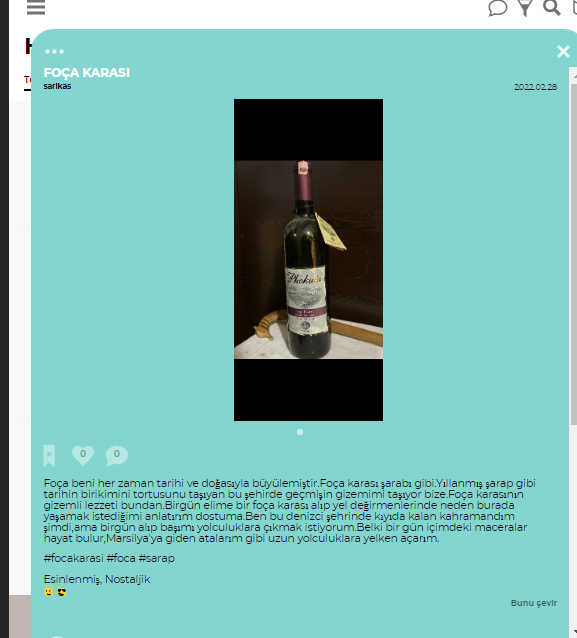 FOÇA KARASI
sarikas
2022.02.28
Phokaia
0
0
Foça beni her zaman tarihi ve doğasıyla büyülemiştir.Foça karası şarabı gibi.Yıllanmış şarap gibi
tarihin birikimini tortusunu taşıyan bu şehirde geçmişin gizemimi taşıyor bize.Foça karasının
gizemli lezzeti bundan.Birgün elime bir foça karası alıp yel değirmenlerinde neden burada
yaşamak istediğimi anlatırım dostuma.Ben bu denizci şehrinde kıyıda kalan kahramandım
şimdi,ama birgün alıp başımı yolculuklara çıkmak istiyorum.Belki bir gün içimdeki maceralar
hayat bulur,Marsilya'ya giden atalarım gibi uzun yolculuklara yelken açarım.
#focakarasi #foca #sarap
Esinlenmiş, Nostaljik
Bunu çevir